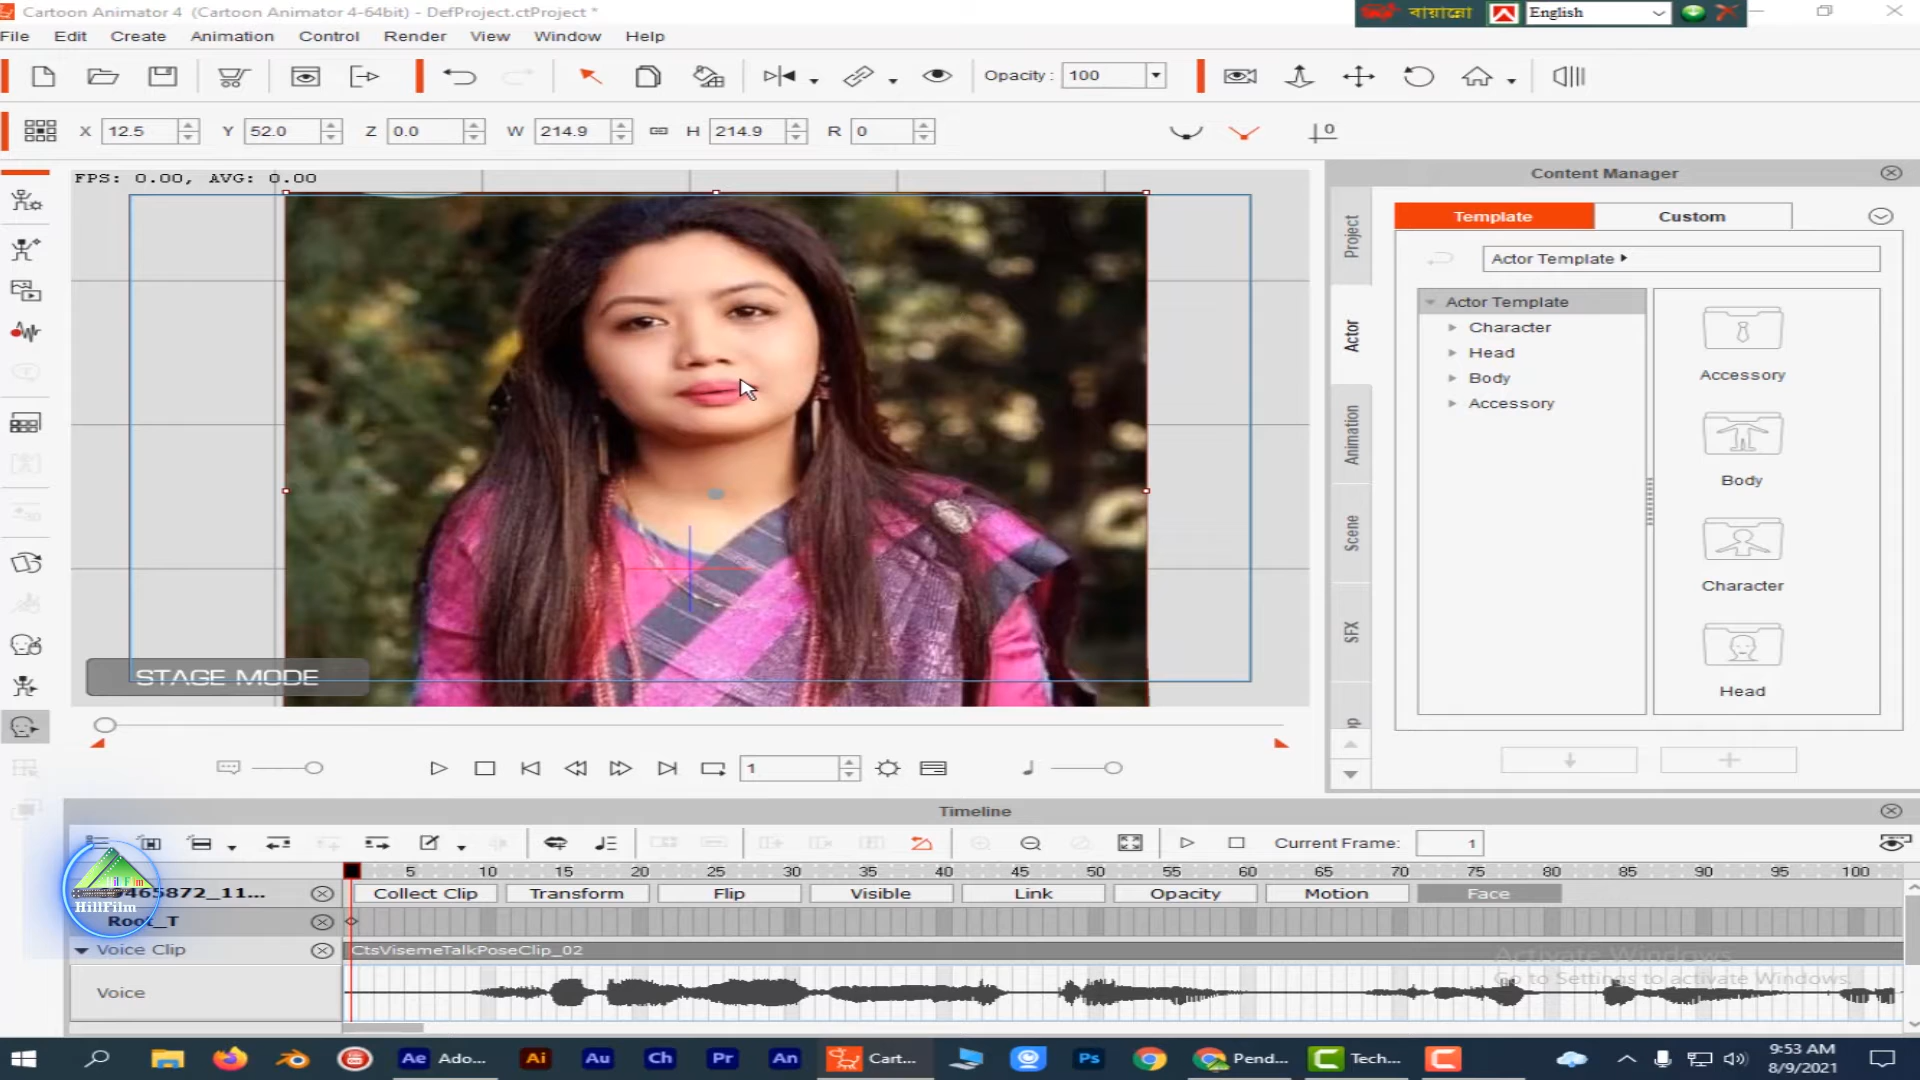 Cartoon Animator 4 (Cartoon Animator 4-64bit) - DefProject.ctProject *
বায়ান্নো
English
File Edit Create Animation Control Render View Window Help
Opacity : 100
X 12.5 Y 52.0 Z 0.0 W 214.9 H 214.9 R 0
FPS: 0.00, AVG: 0.00
STAGE MODE
Content Manager
Template Custom
Actor Template
Project
Actor
Animation
Scene
SFX
Actor Template
Character
Head
Body
Accessory
Accessory
Body
Character
Head
1
Timeline
Current Frame: 1
5 10 15 20 25 30 35 40 45 50 55 60 65 70 75 80 85 90 95 100
465872_11...
Collect Clip Transform Flip Visible Link Opacity Motion Face
HillFilm
Root_T
Voice Clip
CtsVisemeTalkPoseClip_02
Voice
Activate Windows
Go to Settings to activate Windows.
Ae Ado... Ai Au Ch Pr An Cart... Ps Pend... Tech...
9:53 AM
8/9/2021